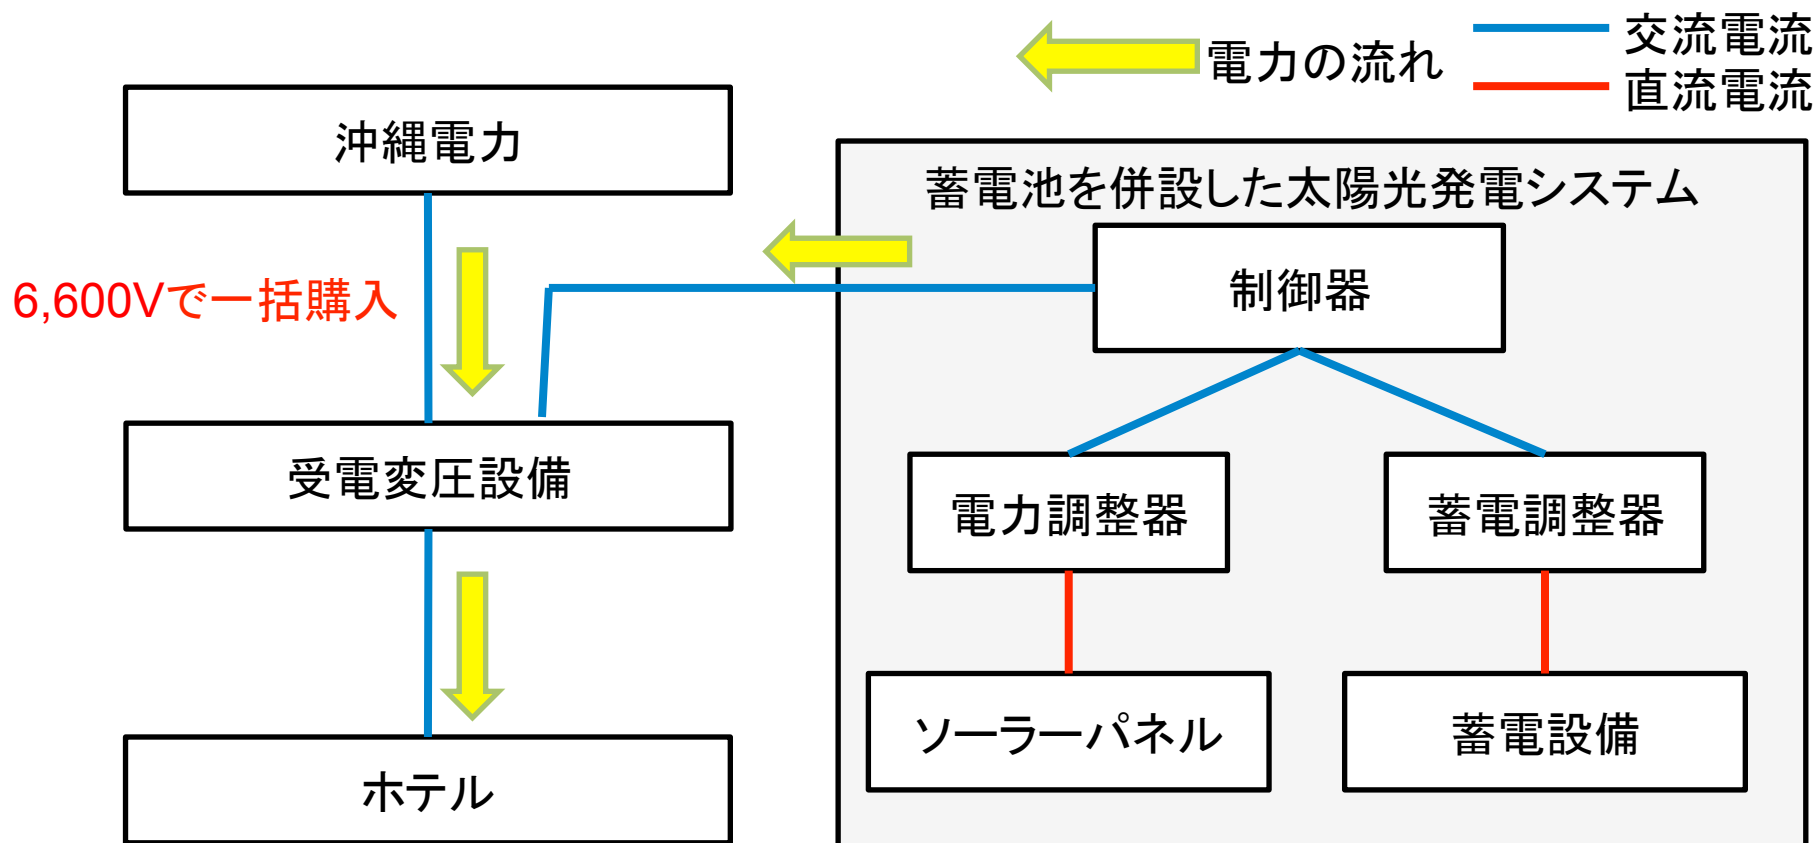 電力の流れ
交流電流
直流電流
沖縄電力
6,600Vで一括購入
受電変圧設備
ホテル
蓄電池を併設した太陽光発電システム
制御器
電力調整器
蓄電調整器
ソーラーパネル
蓄電設備